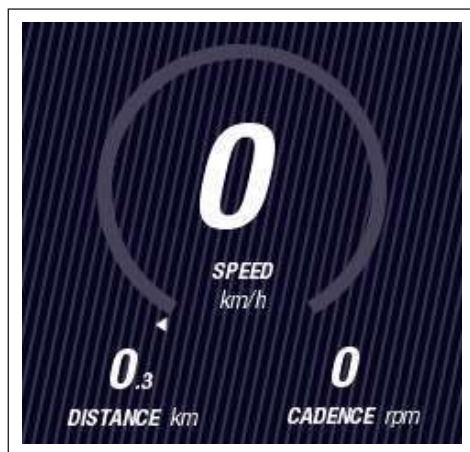 0
SPEED
km/h
0.3 0
DISTANCE km CADENCE rpm